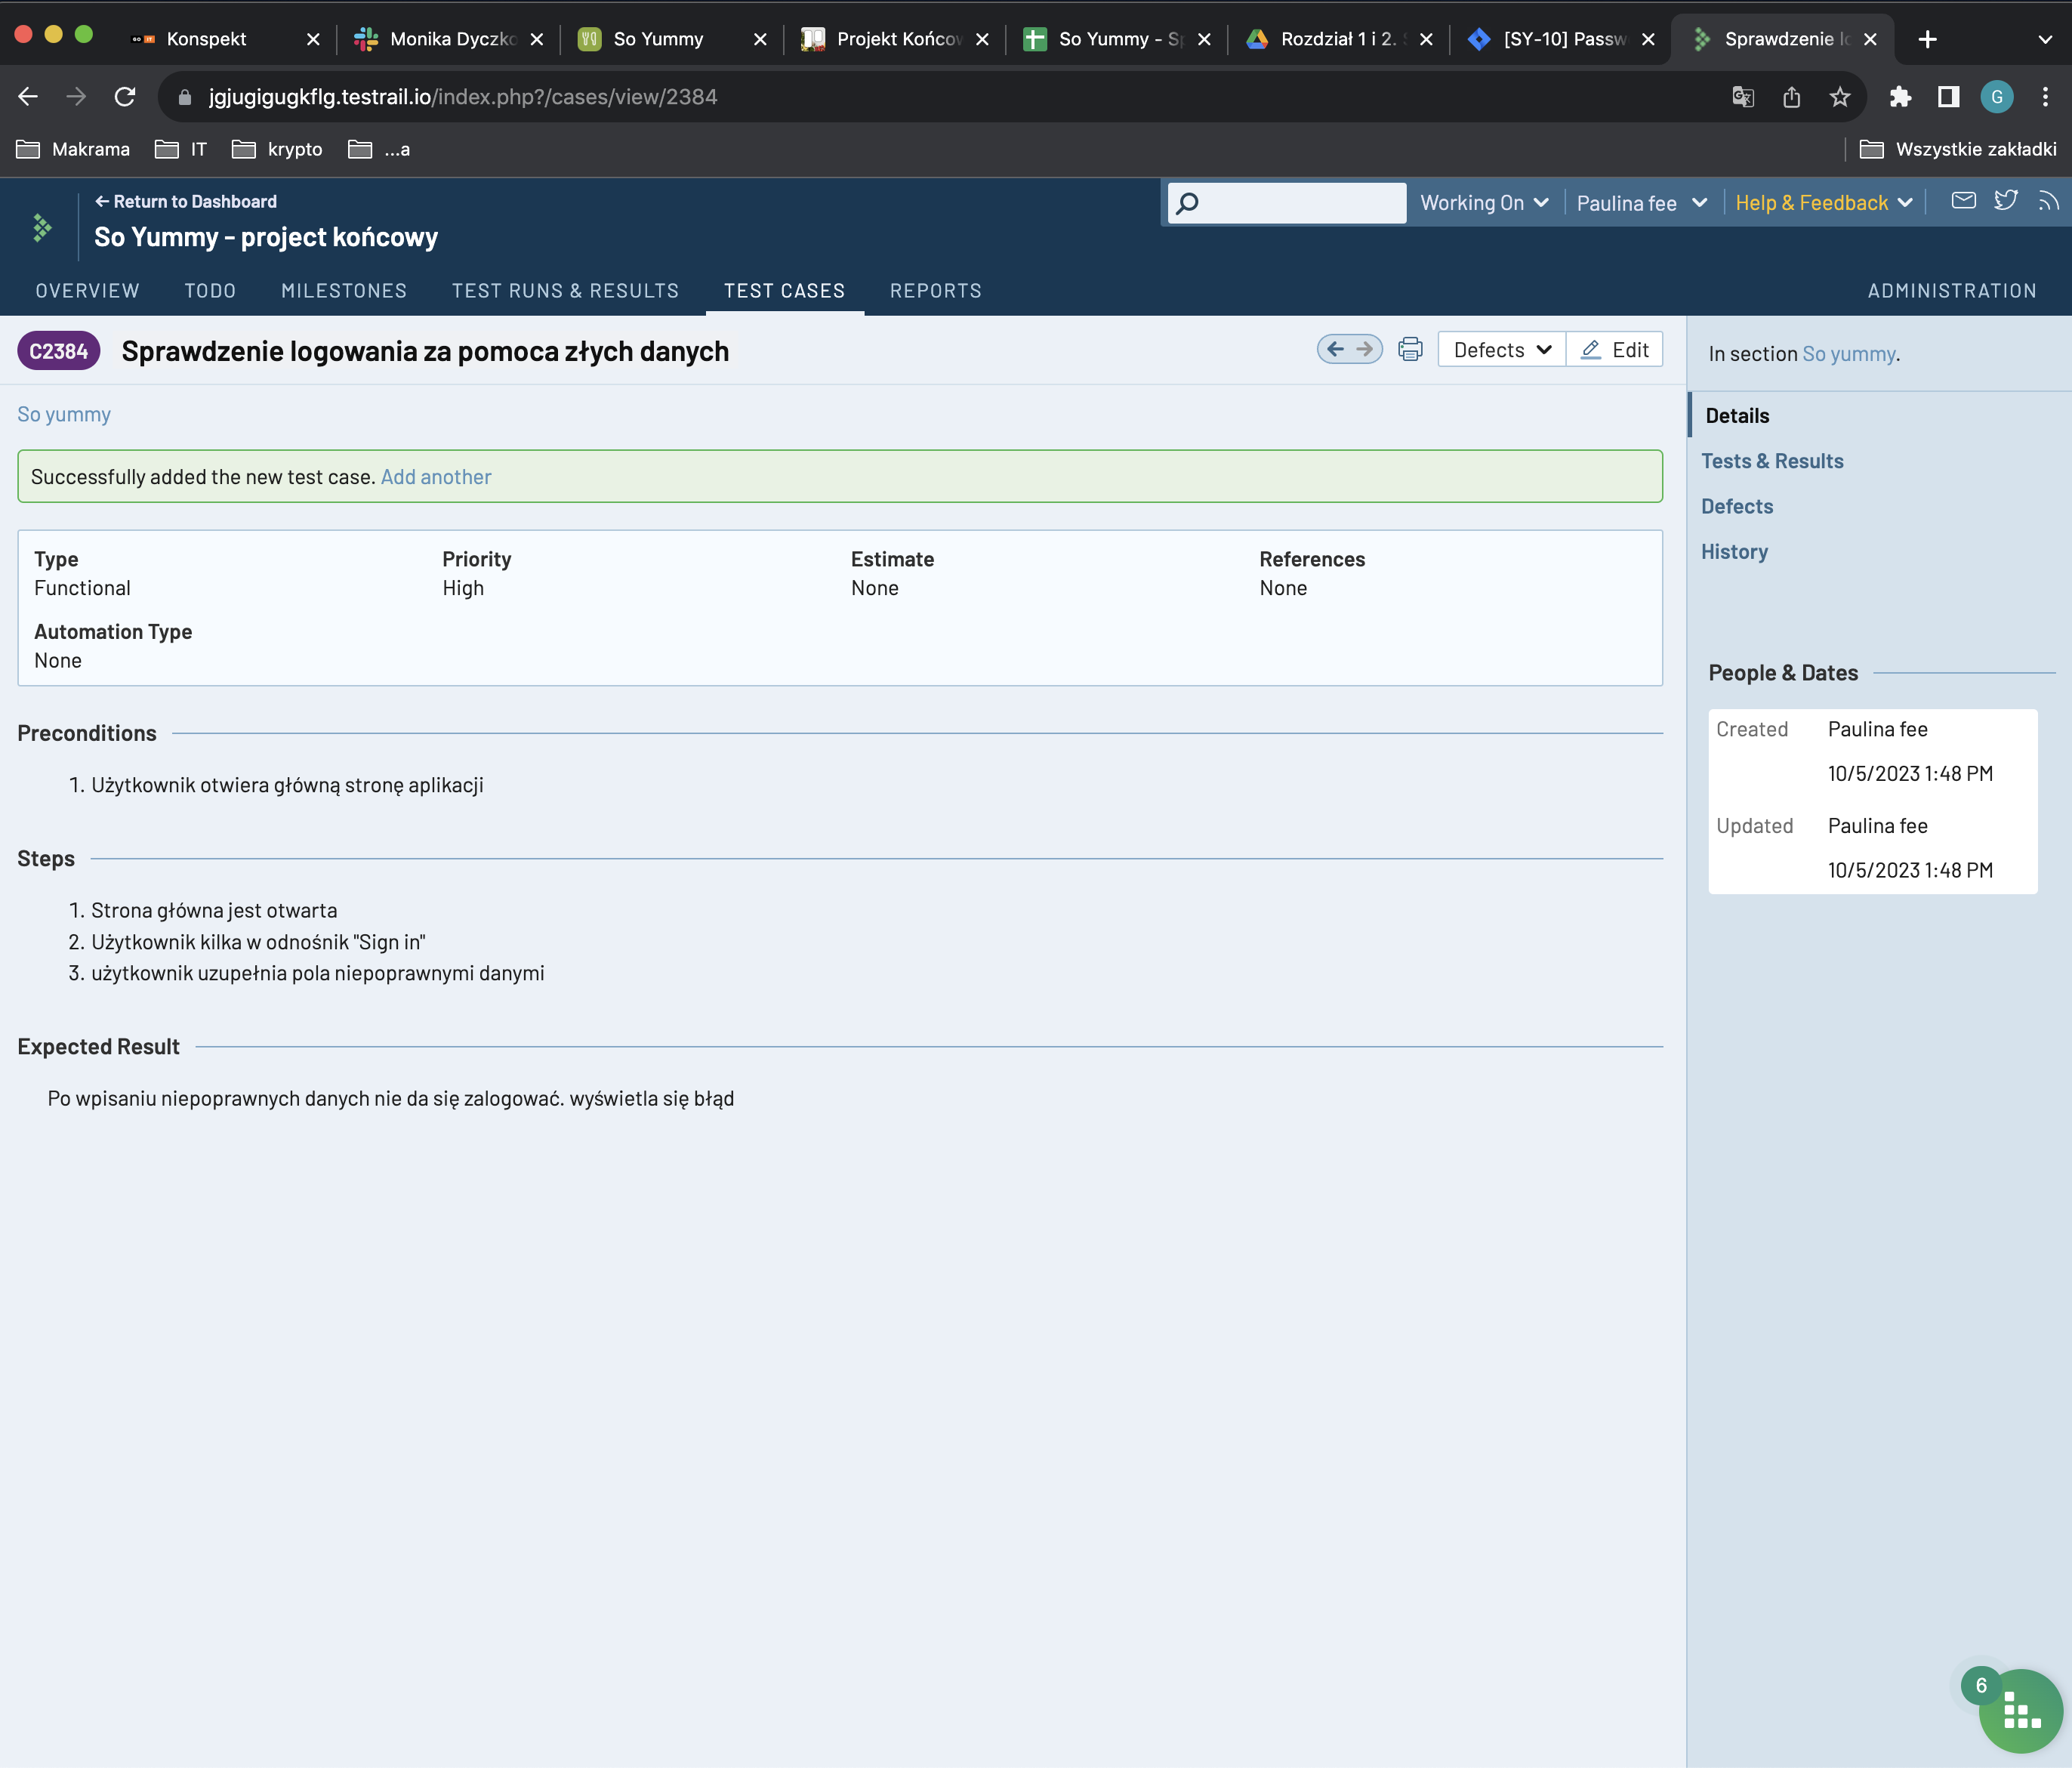 Konspekt
Monika Dyczko
So Yummy
Projekt Końcow
So Yummy - Sp
Rozdział 1 i 2.
[SY-10] Passw
Sprawdzenie lo
jgjugigugkflg.testrail.io/index.php?/cases/view/2384
G
Makrama
IT
krypto
...a
Wszystkie zakładki
← Return to Dashboard
So Yummy - project końcowy
Working On
Paulina fee
Help & Feedback
OVERVIEW
TODO
MILESTONES
TEST RUNS & RESULTS
TEST CASES
REPORTS
ADMINISTRATION
C2384
Sprawdzenie logowania za pomoca złych danych
Defects
Edit
So yummy
Successfully added the new test case. Add another
Type
Functional
Priority
High
Estimate
None
References
None
Automation Type
None
Preconditions
1. Użytkownik otwiera główną stronę aplikacji
Steps
1. Strona główna jest otwarta
2. Użytkownik kilka w odnośnik "Sign in"
3. użytkownik uzupełnia pola niepoprawnymi danymi
Expected Result
Po wpisaniu niepoprawnych danych nie da się zalogować. wyświetla się błąd
In section So yummy.
Details
Tests & Results
Defects
History
People & Dates
Created Paulina fee
10/5/2023 1:48 PM
Updated Paulina fee
10/5/2023 1:48 PM
6